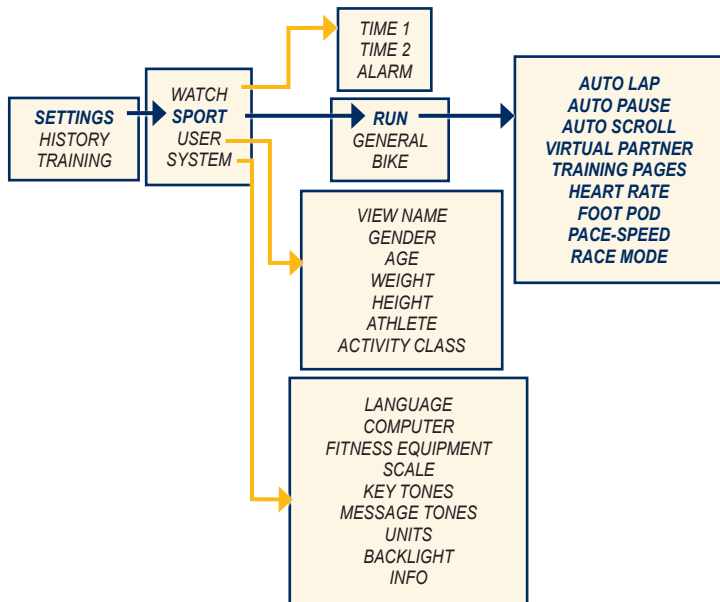 SETTINGS
HISTORY
TRAINING
WATCH
SPORT
USER
SYSTEM
TIME 1
TIME 2
ALARM
RUN
GENERAL
BIKE
AUTO LAP
AUTO PAUSE
AUTO SCROLL
VIRTUAL PARTNER
TRAINING PAGES
HEART RATE
FOOT POD
PACE-SPEED
RACE MODE
VIEW NAME
GENDER
AGE
WEIGHT
HEIGHT
ATHLETE
ACTIVITY CLASS
LANGUAGE
COMPUTER
FITNESS EQUIPMENT
SCALE
KEY TONES
MESSAGE TONES
UNITS
BACKLIGHT
INFO